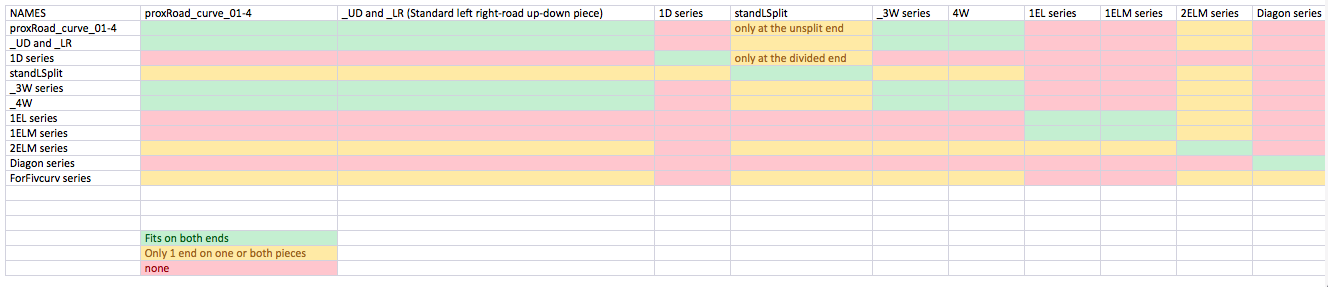 NAMES proxRoad_curve_01-4 _UD and _LR (Standard left right-road up-down piece) 1D series standLSplit _3W series 4W 1EL series 1ELM series 2ELM series Diagon series
proxRoad_curve_01-4 only at the unsplit end
_UD and _LR
1D series only at the divided end
standLSplit
_3W series
_4W
1EL series
1ELM series
2ELM series
Diagon series
ForFivcurv series
Fits on both ends
Only 1 end on one or both pieces
none